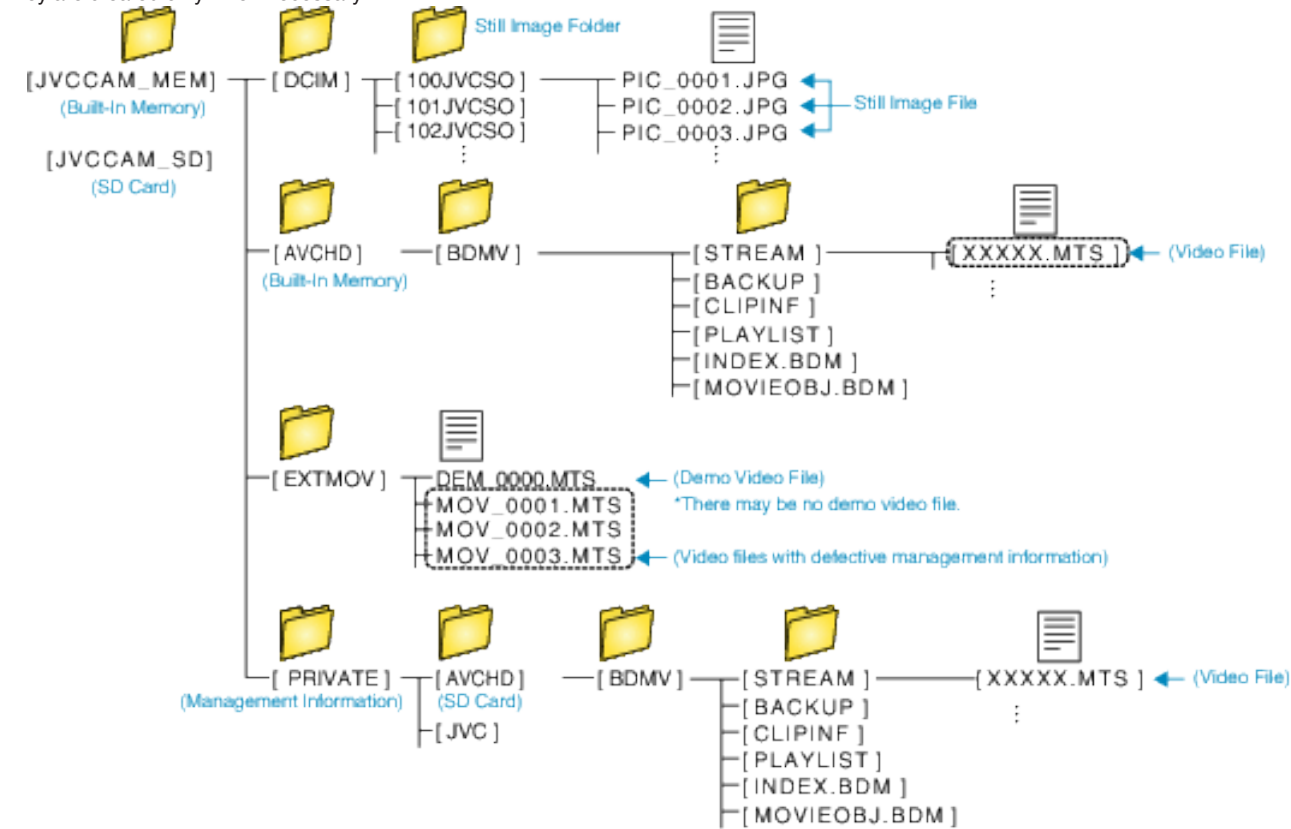 Still Image Folder
[JVCCAM_MEM] [DCIM] [100JVCSO] PIC_0001.JPG
(Built-In Memory) [101JVCSO] PIC_0002.JPG Still Image File
[102JVCSO] PIC_0003.JPG
[JVCCAM_SD]
(SD Card)
[AVCHD] [BDMV] [STREAM] [XXXXX.MTS] (Video File)
(Built-In Memory) [BACKUP]
[CLIPINF]
[PLAYLIST]
[INDEX.BDM]
[MOVIEOBJ.BDM]
[EXTMOV] DEM_0000.MTS (Demo Video File)
MOV_0001.MTS *There may be no demo video file.
MOV_0002.MTS
MOV_0003.MTS (Video files with defective management information)
[PRIVATE] [AVCHD] [BDMV] [STREAM] [XXXXX.MTS] (Video File)
(Management Information) (SD Card) [BACKUP]
[JVC] [CLIPINF]
[PLAYLIST]
[INDEX.BDM]
[MOVIEOBJ.BDM]